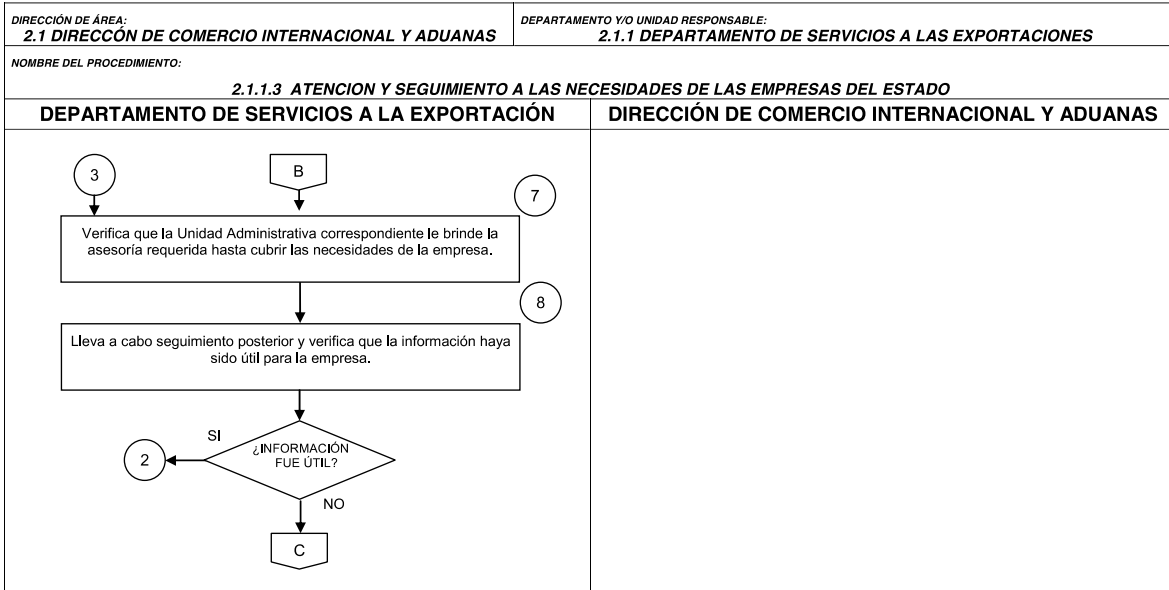 DIRECCIÓN DE ÁREA:
2.1 DIRECCÓN DE COMERCIO INTERNACIONAL Y ADUANAS
DEPARTAMENTO Y/O UNIDAD RESPONSABLE:
2.1.1 DEPARTAMENTO DE SERVICIOS A LAS EXPORTACIONES
NOMBRE DEL PROCEDIMIENTO:
2.1.1.3 ATENCION Y SEGUIMIENTO A LAS NECESIDADES DE LAS EMPRESAS DEL ESTADO
DEPARTAMENTO DE SERVICIOS A LA EXPORTACIÓN
DIRECCIÓN DE COMERCIO INTERNACIONAL Y ADUANAS
3
B
7
Verifica que la Unidad Administrativa correspondiente le brinde la
asesoría requerida hasta cubrir las necesidades de la empresa.
8
Lleva a cabo seguimiento posterior y verifica que la información haya
sido útil para la empresa.
SI
¿INFORMACIÓN
FUE ÚTIL?
2
NO
C